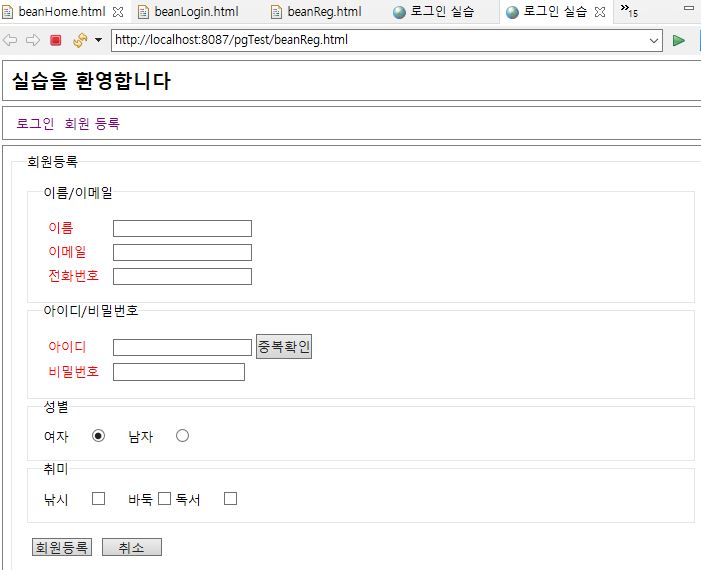 beanHome.html beanLogin.html beanReg.html 로그인 실습 로그인 실습 15
http://localhost:8087/pgTest/beanReg.html
실습을 환영합니다
로그인 회원 등록
회원등록
이름/이메일
이름
이메일
전화번호
아이디/비밀번호
아이디 중복확인
비밀번호
성별
여자 남자
취미
낚시 바둑 독서
회원등록 취소